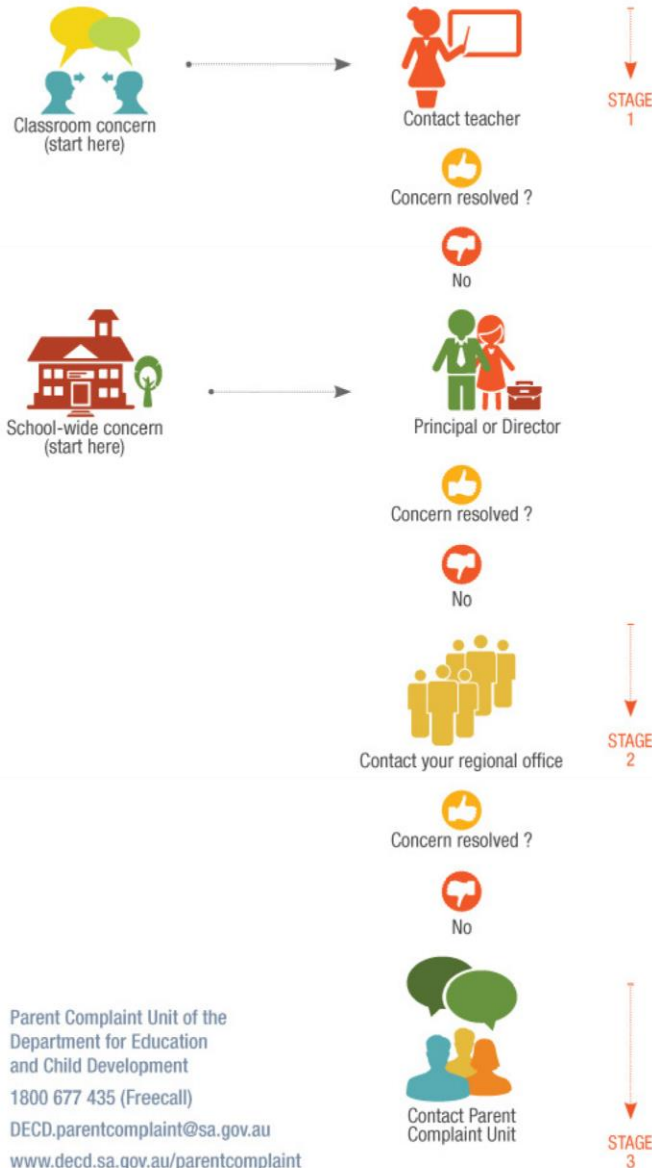 Classroom concern
(start here)
Contact teacher
STAGE
1
Concern resolved ?
No
School-wide concern
(start here)
Principal or Director
Concern resolved ?
No
Contact your regional office
STAGE
2
Concern resolved ?
No
Parent Complaint Unit of the
Department for Education
and Child Development
1800 677 435 (Freecall)
DECD.parentcomplaint@sa.gov.au
www.decd.sa.gov.au/parentcomplaint
Contact Parent
Complaint Unit
STAGE
3